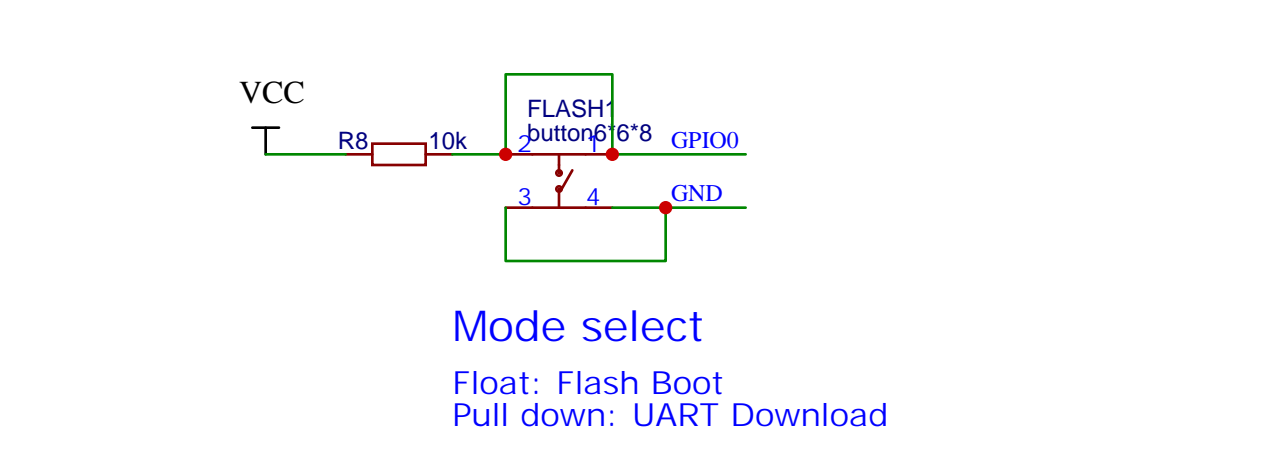 VCC
FLASH1
button6*6*8
R8 10k 2 1 GPIO0
3 4 GND
Mode select
Float: Flash Boot
Pull down: UART Download